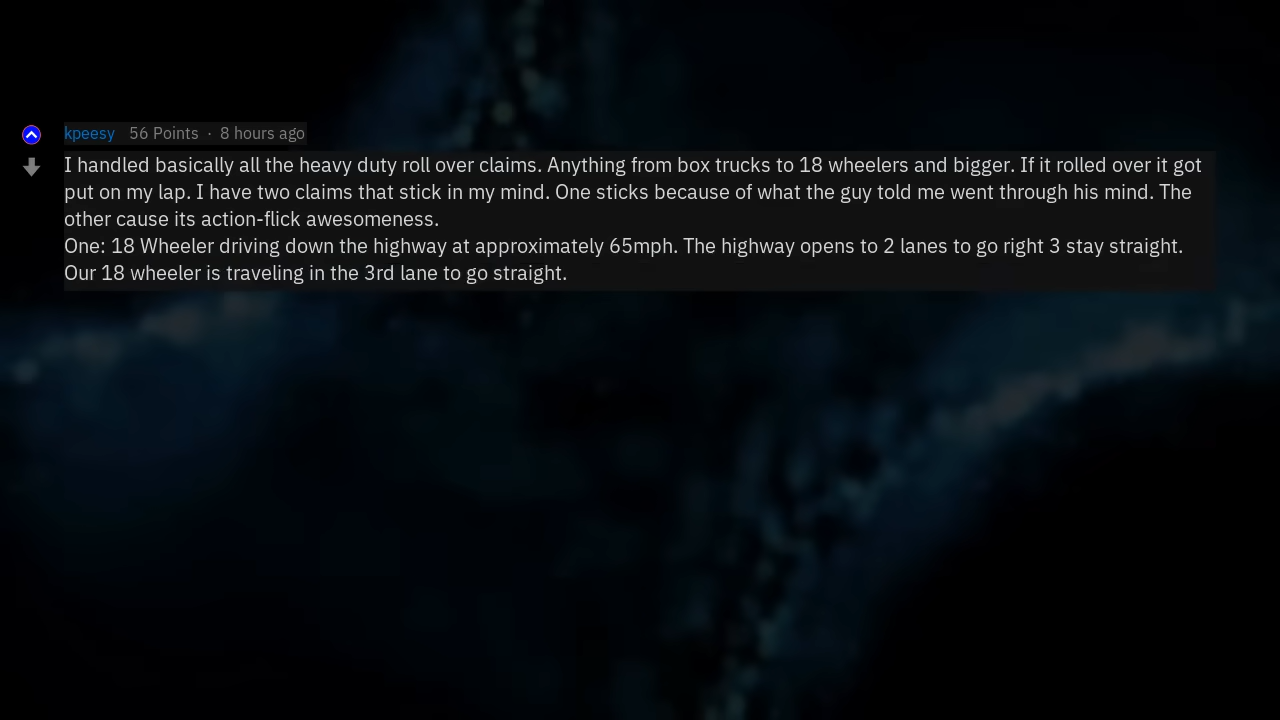 kpeesy 56 Points · 8 hours ago
I handled basically all the heavy duty roll over claims. Anything from box trucks to 18 wheelers and bigger. If it rolled over it got
put on my lap. I have two claims that stick in my mind. One sticks because of what the guy told me went through his mind. The
other cause its action-flick awesomeness.
One: 18 Wheeler driving down the highway at approximately 65mph. The highway opens to 2 lanes to go right 3 stay straight.
Our 18 wheeler is traveling in the 3rd lane to go straight.